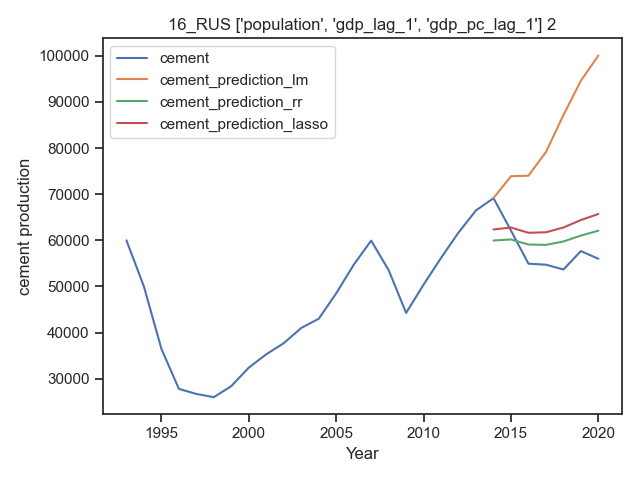 16_RUS ['population', 'gdp_lag_1', 'gdp_pc_lag_1'] 2
cement
cement_prediction_lm
cement_prediction_rr
cement_prediction_lasso
100000
90000
80000
70000
60000
50000
40000
30000
cement production
1995
2000
2005
2010
2015
2020
Year